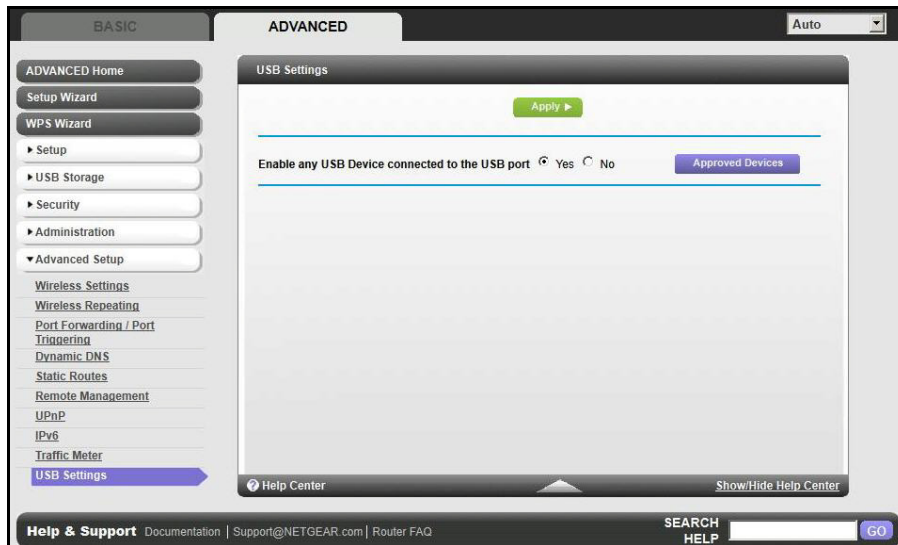 BASIC
ADVANCED
Auto
ADVANCED Home
Setup Wizard
WPS Wizard
Setup
USB Storage
Security
Administration
Advanced Setup
Wireless Settings
Wireless Repeating
Port Forwarding / Port
Triggering
Dynamic DNS
Static Routes
Remote Management
UPnP
IPv6
Traffic Meter
USB Settings
USB Settings
Apply
Enable any USB Device connected to the USB port Yes No Approved Devices
Help Center Show/Hide Help Center
Help & Support Documentation | Support@NETGEAR.com | Router FAQ
SEARCH
HELP GO